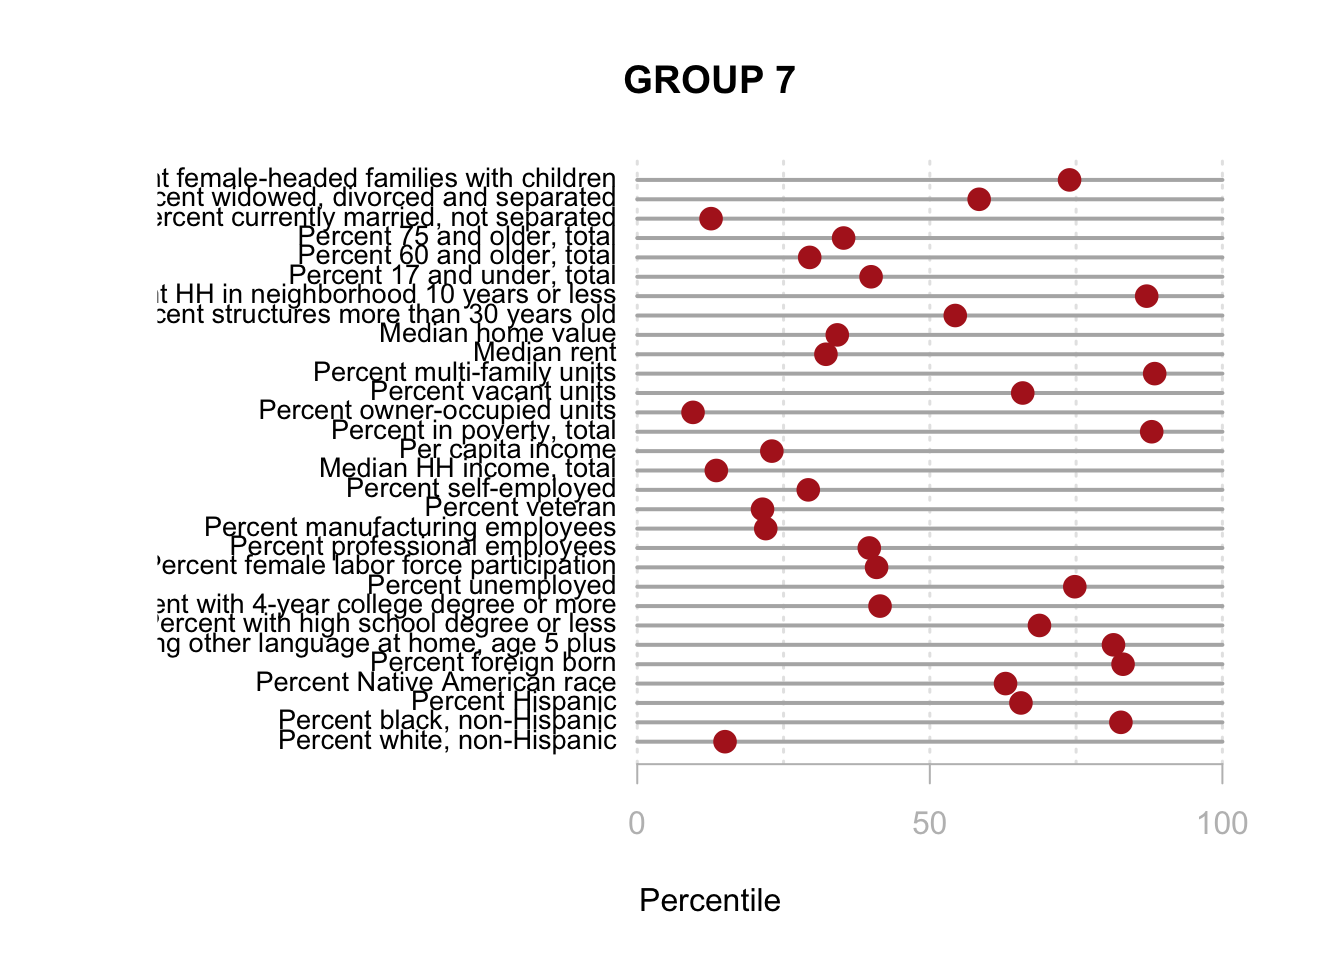 GROUP 7
female-headed families with children
widowed, divorced and separated
currently married, not separated
Percent 75 and older, total
Percent 60 and older, total
Percent 17 and under, total
HH in neighborhood 10 years or less
structures more than 30 years old
Median home value
Median rent
Percent multi-family units
Percent vacant units
Percent owner-occupied units
Percent in poverty, total
Per capita income
Median HH income, total
Percent self-employed
Percent veteran
Percent manufacturing employees
Percent professional employees
Percent female labor force participation
Percent unemployed
with 4-year college degree or more
with high school degree or less
other language at home, age 5 plus
Percent foreign born
Percent Native American race
Percent Hispanic
Percent black, non-Hispanic
Percent white, non-Hispanic
0 50 100
Percentile